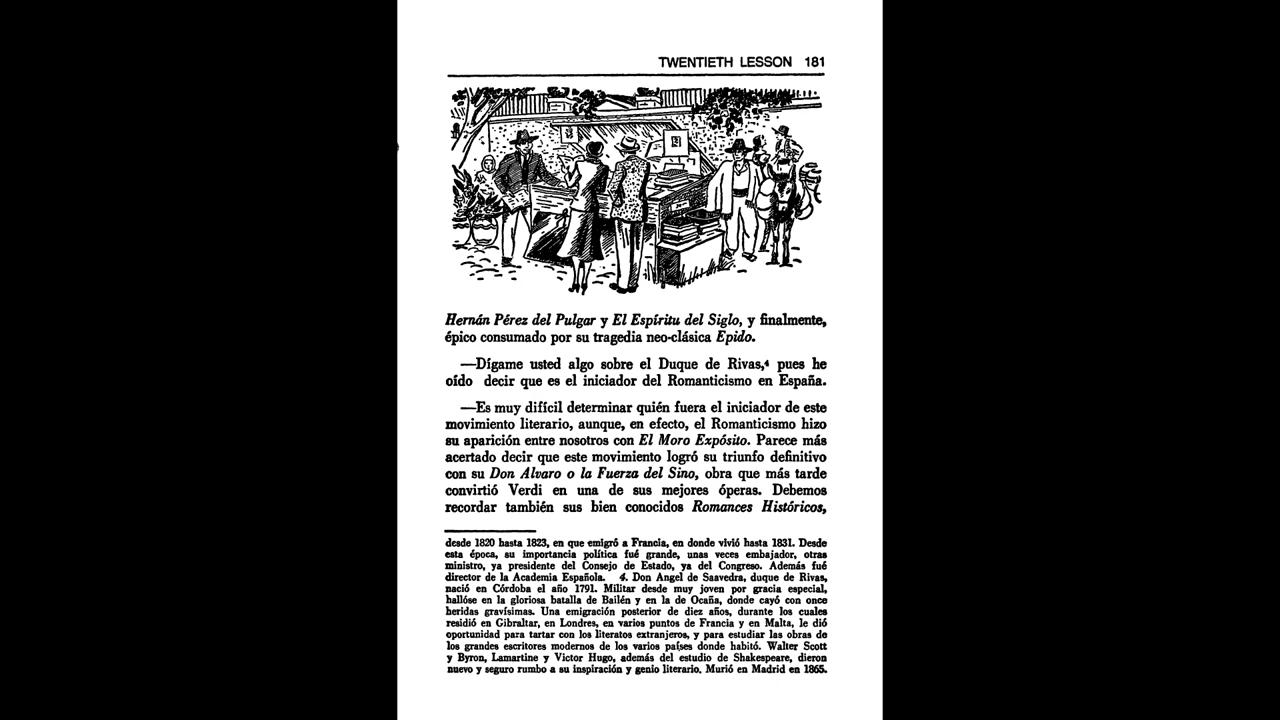 TWENTIETH LESSON 181
Hernán Pérez del Pulgar y El Espíritu del Siglo, y finalmente,
épico consumado por su tragedia neo-clásica Epido.
—Dígame usted algo sobre el Duque de Rivas,⁴ pues he
oído decir que es el iniciador del Romanticismo en España.
—Es muy difícil determinar quién fuera el iniciador de este
movimiento literario, aunque, en efecto, el Romanticismo hizo
su aparición entre nosotros con El Moro Expósito. Parece más
acertado decir que este movimiento logró su triunfo definitivo
con su Don Alvaro o la Fuerza del Sino, obra que más tarde
convirtió Verdi en una de sus mejores óperas. Debemos
recordar también sus bien conocidos Romances Históricos,
desde 1820 hasta 1823, en que emigró a Francia, en donde vivió hasta 1831. Desde
esta época, su importancia política fué grande, unas veces embajador, otras
ministro, ya presidente del Consejo de Estado, ya del Congreso. Además fué
director de la Academia Española. 4. Don Angel de Saavedra, duque de Rivas,
nació en Córdoba el año 1791. Militar desde muy joven por gracia especial,
hallóse en la gloriosa batalla de Bailén y en la de Ocaña, donde cayó con once
heridas gravísimas. Una emigración posterior de diez años, durante los cuales
residió en Gibraltar, en Londres, en varios puntos de Francia y en Malta, le dió
oportunidad para tartar con los literatos extranjeros, y para estudiar las obras de
los grandes escritores modernos de los varios países donde habitó. Walter Scott
y Byron, Lamartine y Victor Hugo, además del estudio de Shakespeare, dieron
nuevo y seguro rumbo a su inspiración y genio literario. Murió en Madrid en 1865.